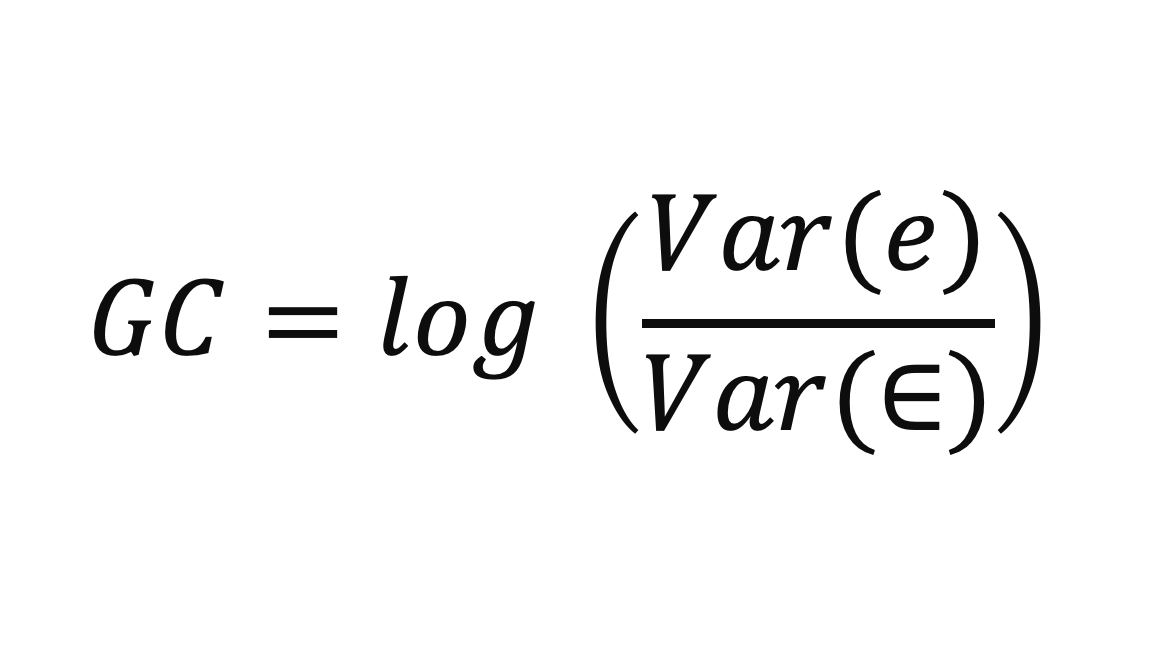 GC = log (Var(e)/Var(∈))